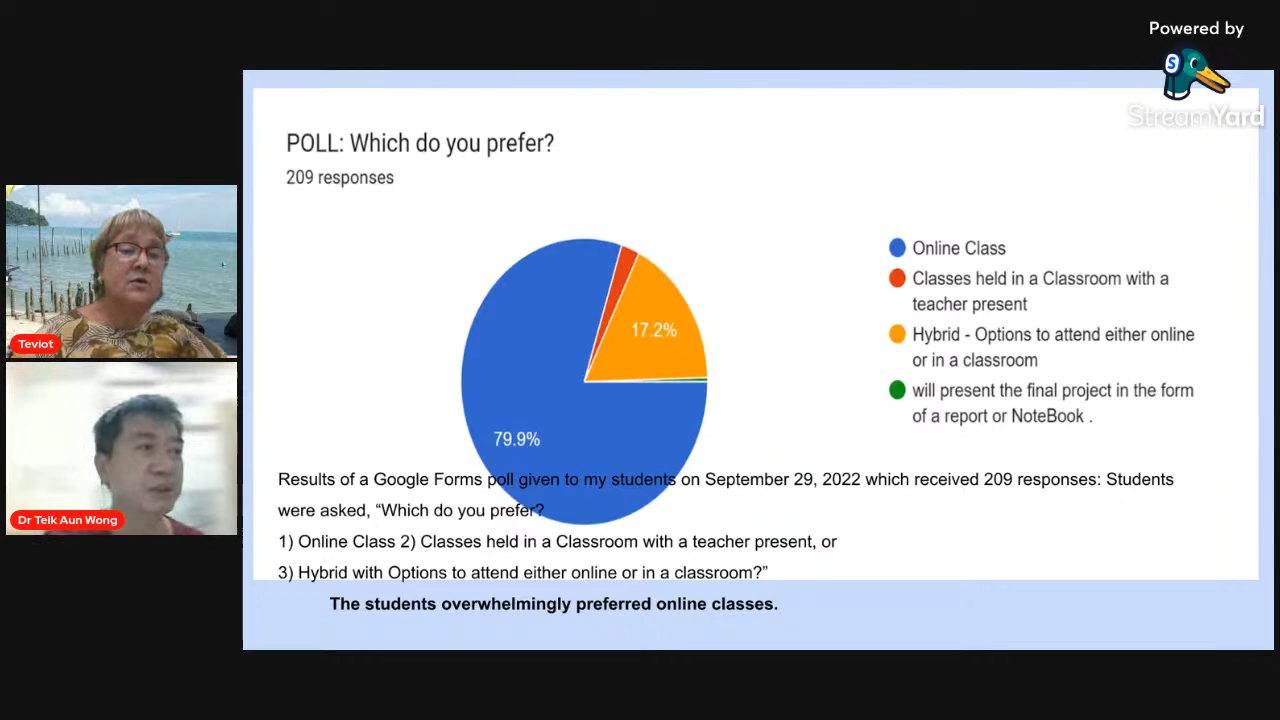 Powered by
StreamYard
POLL: Which do you prefer?
209 responses
Online Class
Classes held in a Classroom with a
teacher present
Hybrid - Options to attend either online
or in a classroom
will present the final project in the form
of a report or NoteBook .
17.2%
79.9%
Results of a Google Forms poll given to my students on September 29, 2022 which received 209 responses: Students
were asked, “Which do you prefer?
1) Online Class 2) Classes held in a Classroom with a teacher present, or
3) Hybrid with Options to attend either online or in a classroom?”
The students overwhelmingly preferred online classes.
Teviot
Dr Teik Aun Wong